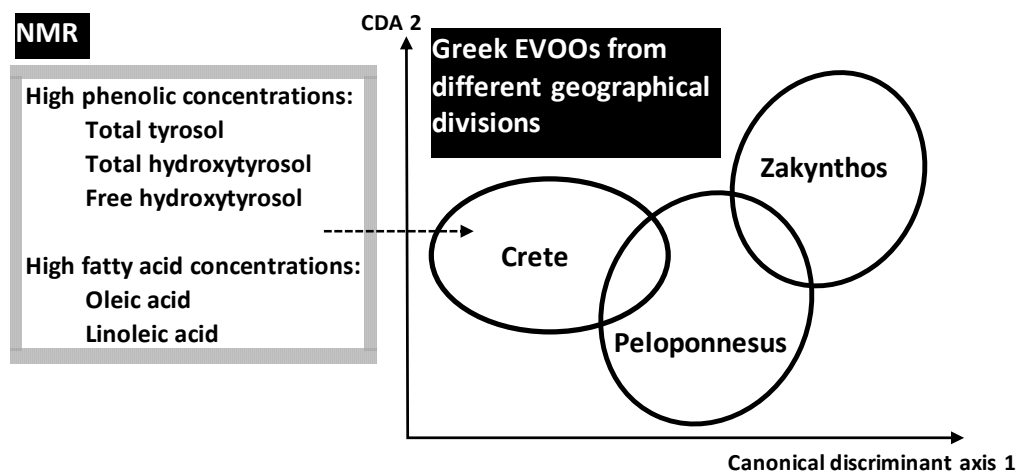 NMR
High phenolic concentrations:
Total tyrosol
Total hydroxytyrosol
Free hydroxytyrosol
High fatty acid concentrations:
Oleic acid
Linoleic acid
CDA 2
Greek EVOOs from
different geographical
divisions
Zakynthos
Crete
Peloponnesus
Canonical discriminant axis 1